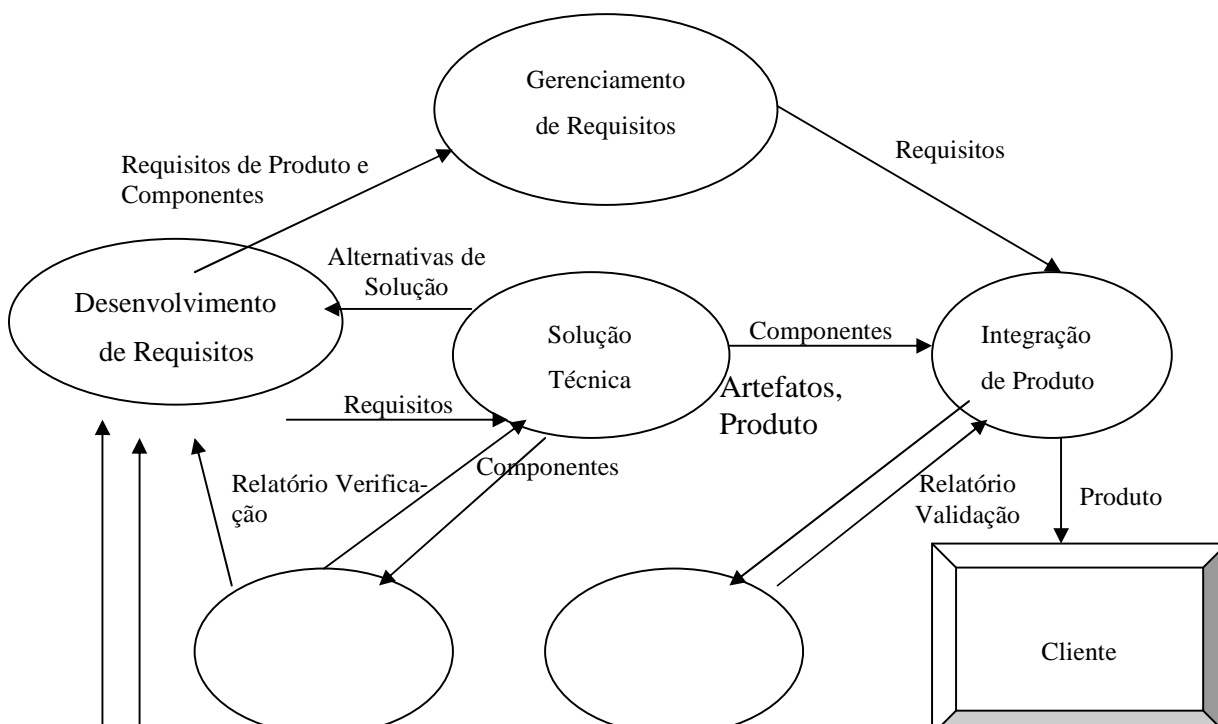 Gerenciamento
de Requisitos
Requisitos de Produto e
Componentes
Requisitos
Alternativas de
Solução
Desenvolvimento
de Requisitos
Solução
Técnica
Componentes
Integração
de Produto
Artefatos,
Produto
Requisitos
Componentes
Relatório Verifica-
ção
Relatório
Validação
Produto
Cliente